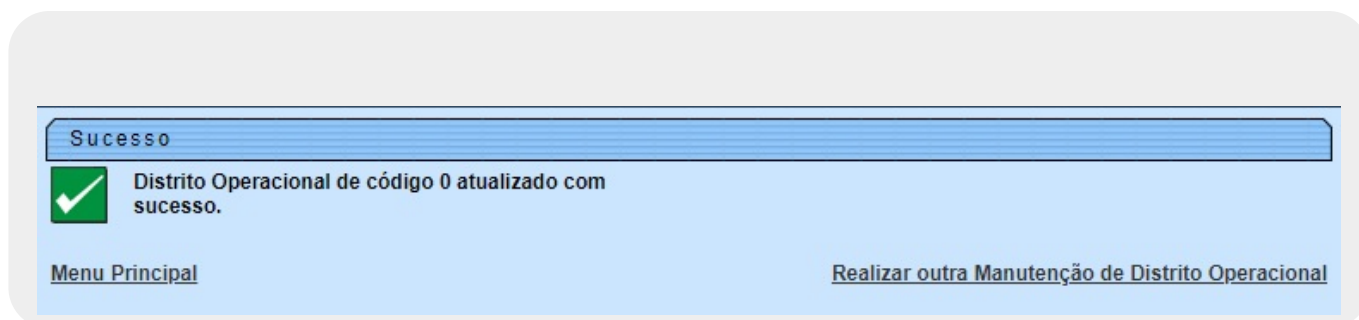 Sucesso
Distrito Operacional de código 0 atualizado com
sucesso.
Menu Principal
Realizar outra Manutenção de Distrito Operacional